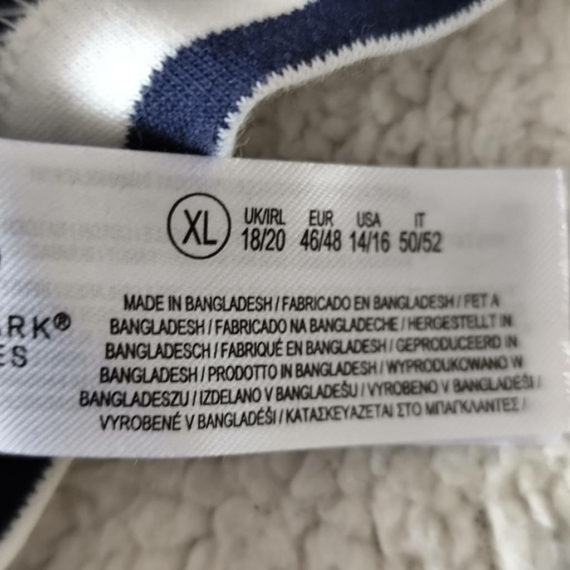 XL
UK/IRL EUR USA IT
18/20 46/48 14/16 50/52
ARK®
ES
MADE IN BANGLADESH / FABRICADO EN BANGLADESH / FET A
BANGLADESH / FABRICADO NA BANGLADECHE / HERGESTELLT IN
BANGLADESCH / FABRIQUÉ EN BANGLADESH / GEPRODUCEERD IN
BANGLADESH / PRODOTTO IN BANGLADESH / WYPRODUKOWANO W
BANGLADESZU / IZDELANO V BANGLADEŠU / VYROBENO V BANGLADÉŠI /
VYROBENÉ V BANGLADÉŠI / ΚΑΤΑΣΚΕΥΑΖΕΤΑΙ ΣΤΟ ΜΠΑΓΚΛΑΝΤΕΣ /